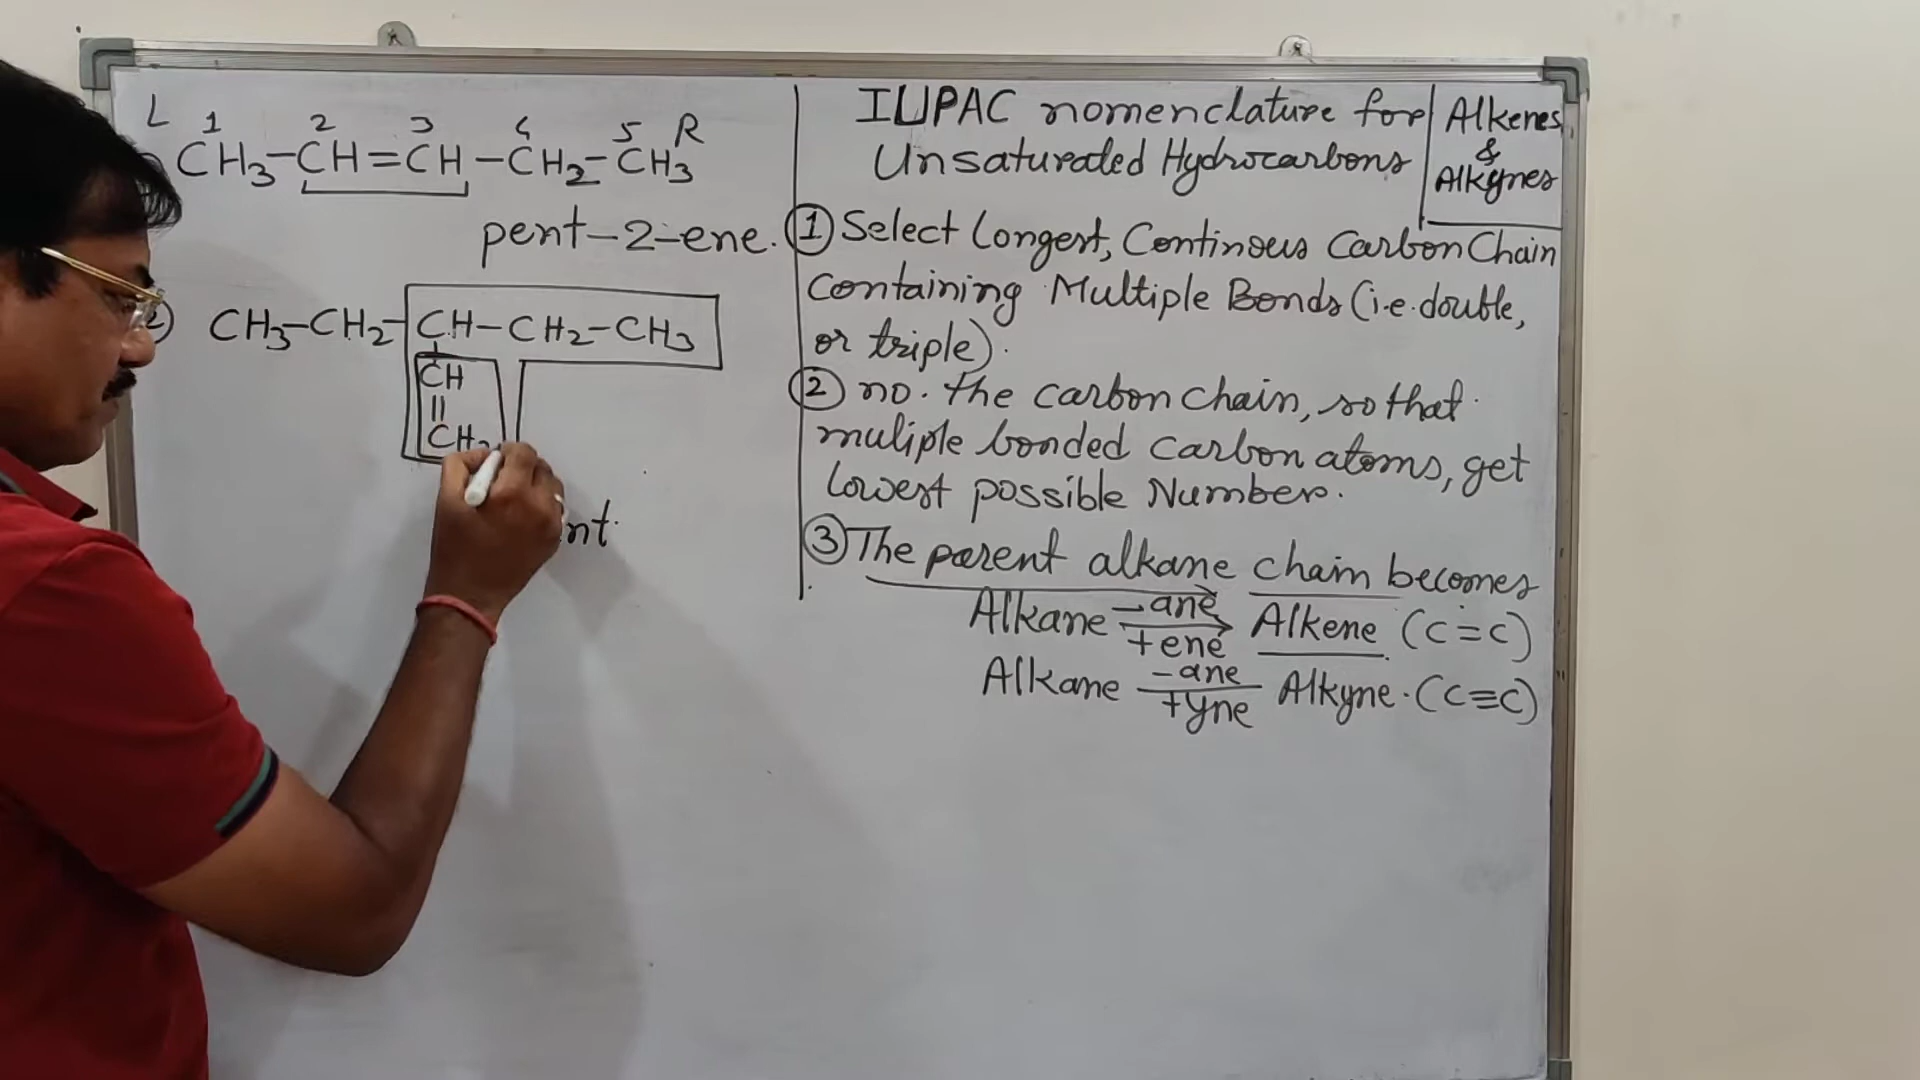 L 1 2 3 4 5 R
CH3-CH=CH-CH2-CH3
pent-2-ene.
CH3-CH2-CH-CH2-CH3
CH
||
CH2
nt.
IUPAC nomenclature for
Unsaturated Hydrocarbons
Alkenes
&
Alkynes
① Select Longest, Continous Carbon Chain
Containing Multiple Bonds (i.e. double,
or triple).
② no. the carbon chain, so that
muliple bonded carbon atoms, get
lowest possible Number.
③ The parent alkane chain becomes
Alkane -ane +ene → Alkene (C=C)
Alkane -ane +yne Alkyne. (C≡C)